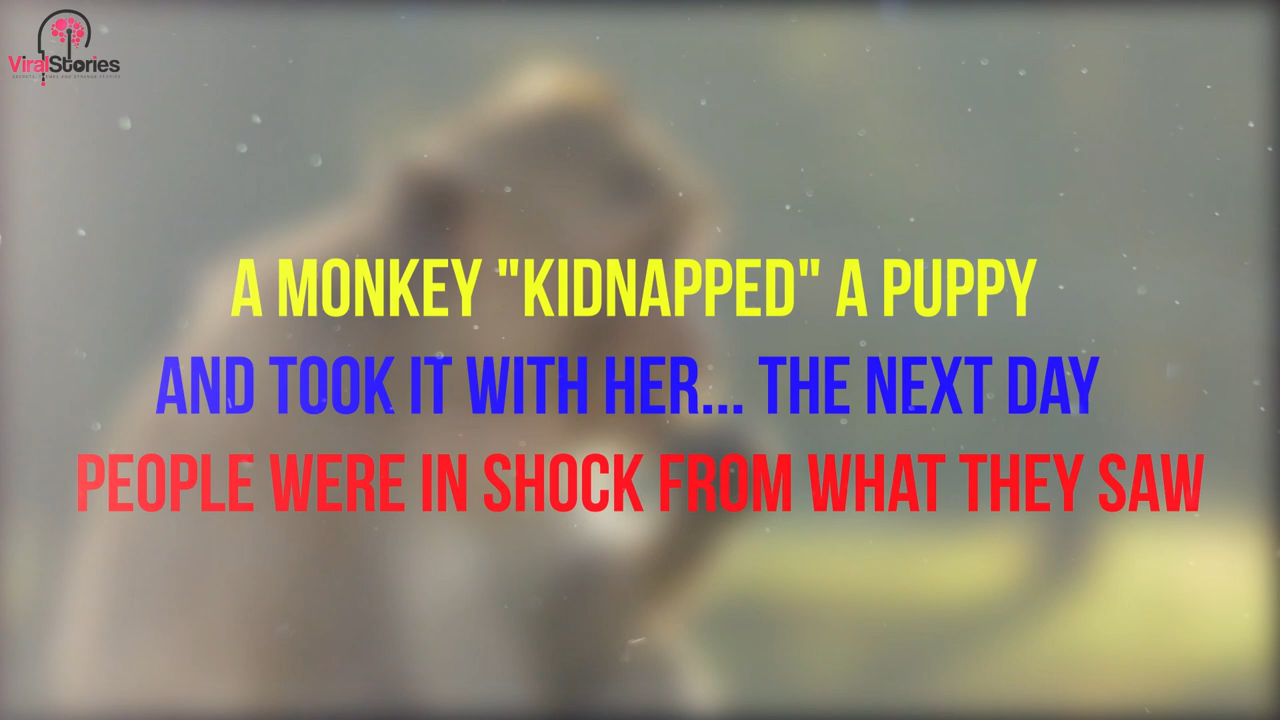 ViralStories
A MONKEY "KIDNAPPED" A PUPPY
AND TOOK IT WITH HER... THE NEXT DAY
PEOPLE WERE IN SHOCK FROM WHAT THEY SAW